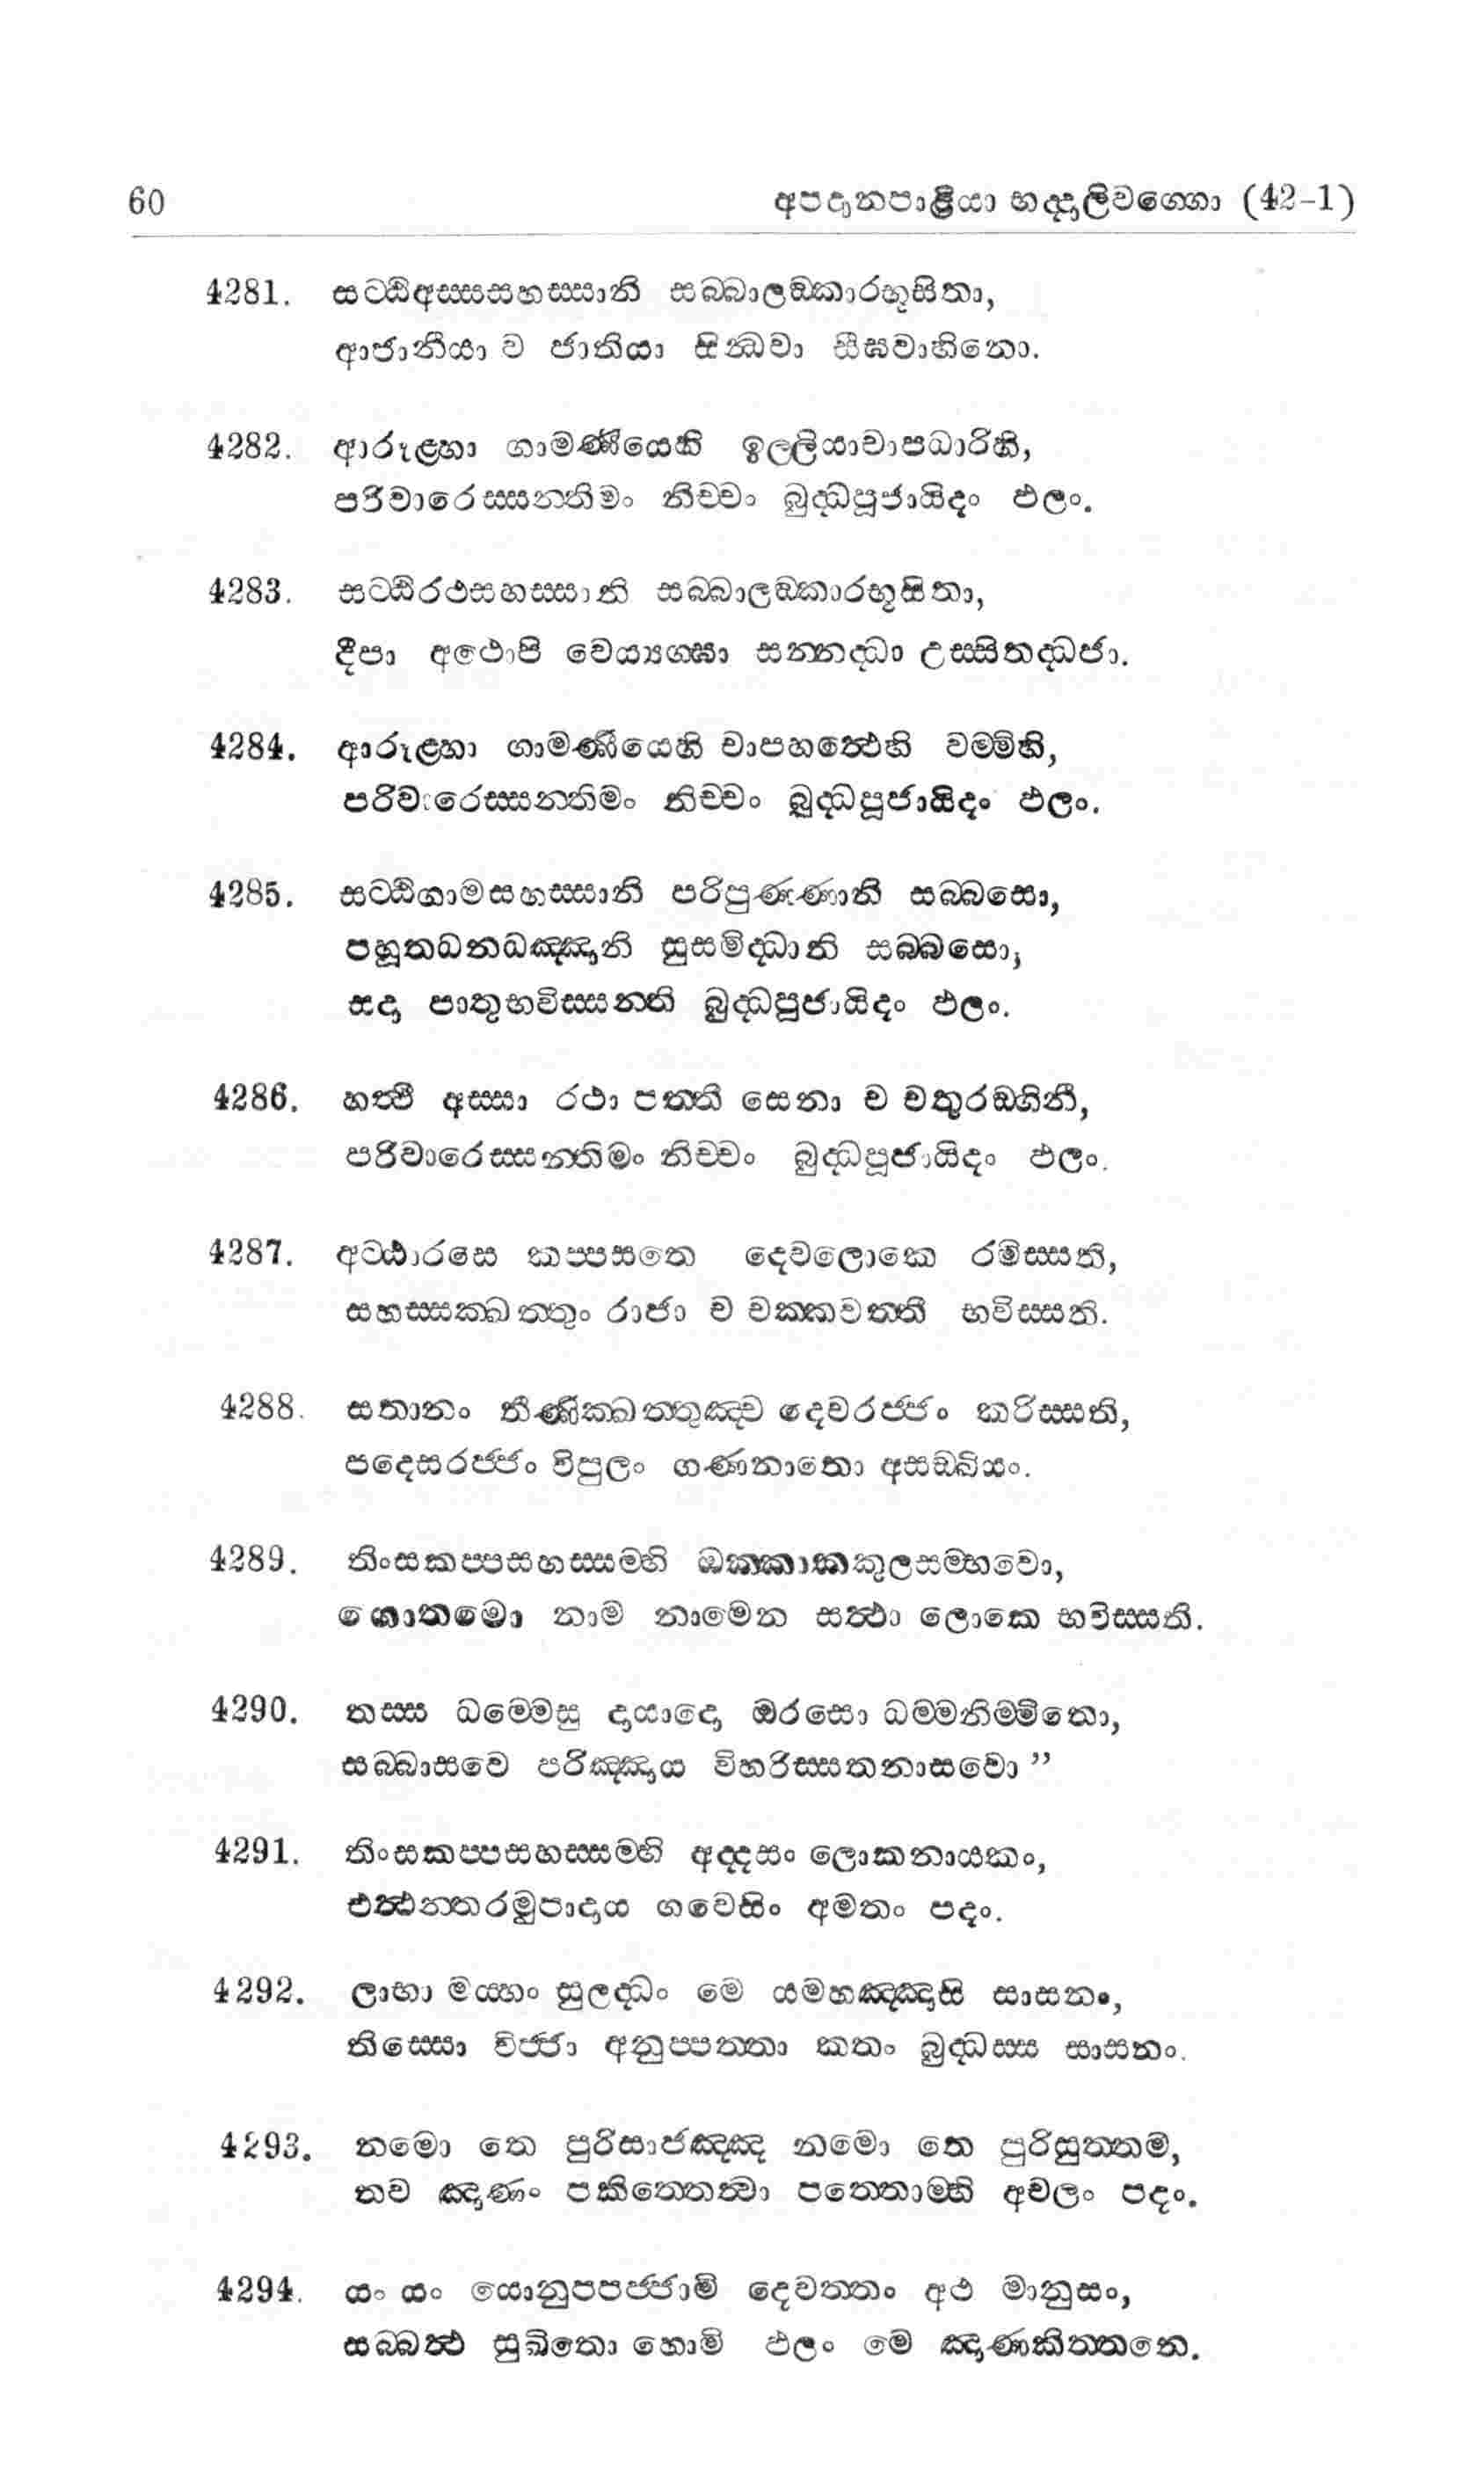 60 අපදානපාළියා භද්දාලිවග්ගො (42-1)
4281. සට්ඨිඅස්සසහස්සානි සබ්බාලඞ්කාරභූසිතා,
ආජානීයා ව ජාතියා සින්ධවා සීඝවාහිනො.
4282. ආරූළ්හා ගාමණීයෙහි ඉල්ලියාචාපධාරිහි,
පරිවාරෙස්සන්තිමං නිච්චං බුද්ධපූජායිදං ඵලං.
4283. සට්ඨිරථසහස්සානි සබ්බාලඞ්කාරභූසිතා,
දීපා අථොපි වෙය්‍යග්ඝා සන්නද්ධා උස්සිතද්ධජා.
4284. ආරූළ්හා ගාමණීයෙහි චාපහත්ථෙහි වම්මිහි,
පරිවාරෙස්සන්තිමං නිච්චං බුද්ධපූජායිදං ඵලං.
4285. සට්ඨිගාමසහස්සානි පරිපුණ්ණානි සබ්බසො,
පහූතධනධඤ්ඤානි සුසමිද්ධානි සබ්බසො,
සදා පාතුභවිස්සන්ති බුද්ධපූජායිදං ඵලං.
4286. හත්ථි අස්සා රථා පත්තී සෙනා ච චතුරඞ්ගිනී,
පරිවාරෙස්සන්තිමං නිච්චං බුද්ධපූජායිදං ඵලං.
4287. අට්ඨාරසෙ කප්පසතෙ දෙවලොකෙ රමිස්සති,
සහස්සක්ඛත්තුං රාජා ච චක්කවත්තී භවිස්සති.
4288. සතානං තීණික්ඛත්තුඤ්ච දෙවරජ්ජං කරිස්සති,
පදෙසරජ්ජං විපුලං ගණනාතො අසඞ්ඛියං.
4289. තිංසකප්පසහස්සම්හි ඔක්කාකකුලසම්භවො,
ගොතමො නාම නාමෙන සත්ථා ලොකෙ භවිස්සති.
4290. තස්ස ධම්මෙසු දායාදො ඔරසො ධම්මනිම්මිතො,
සබ්බාසවෙ පරිඤ්ඤාය විහරිස්සතනාසවො”
4291. තිංසකප්පසහස්සම්හි අද්දසං ලොකනායකං,
එත්ථන්තරමුපාදාය ගවෙසිං අමතං පදං.
4292. ලාභා මය්හං සුලද්ධං මෙ යමහඤ්ඤාසි සාසනං,
තිස්සො විජ්ජා අනුප්පත්තා කතං බුද්ධස්ස සාසනං.
4293. නමො තෙ පුරිසාජඤ්ඤ නමො තෙ පුරිසුත්තම,
තව ඤාණං පකිත්තෙත්වා පත්තොම්හි අචලං පදං.
4294. යං යං යොනුපපජ්ජාමි දෙවත්තං අථ මානුසං,
සබ්බත්ථ සුඛිතො හොමි ඵලං මෙ ඤාණකිත්තනෙ.